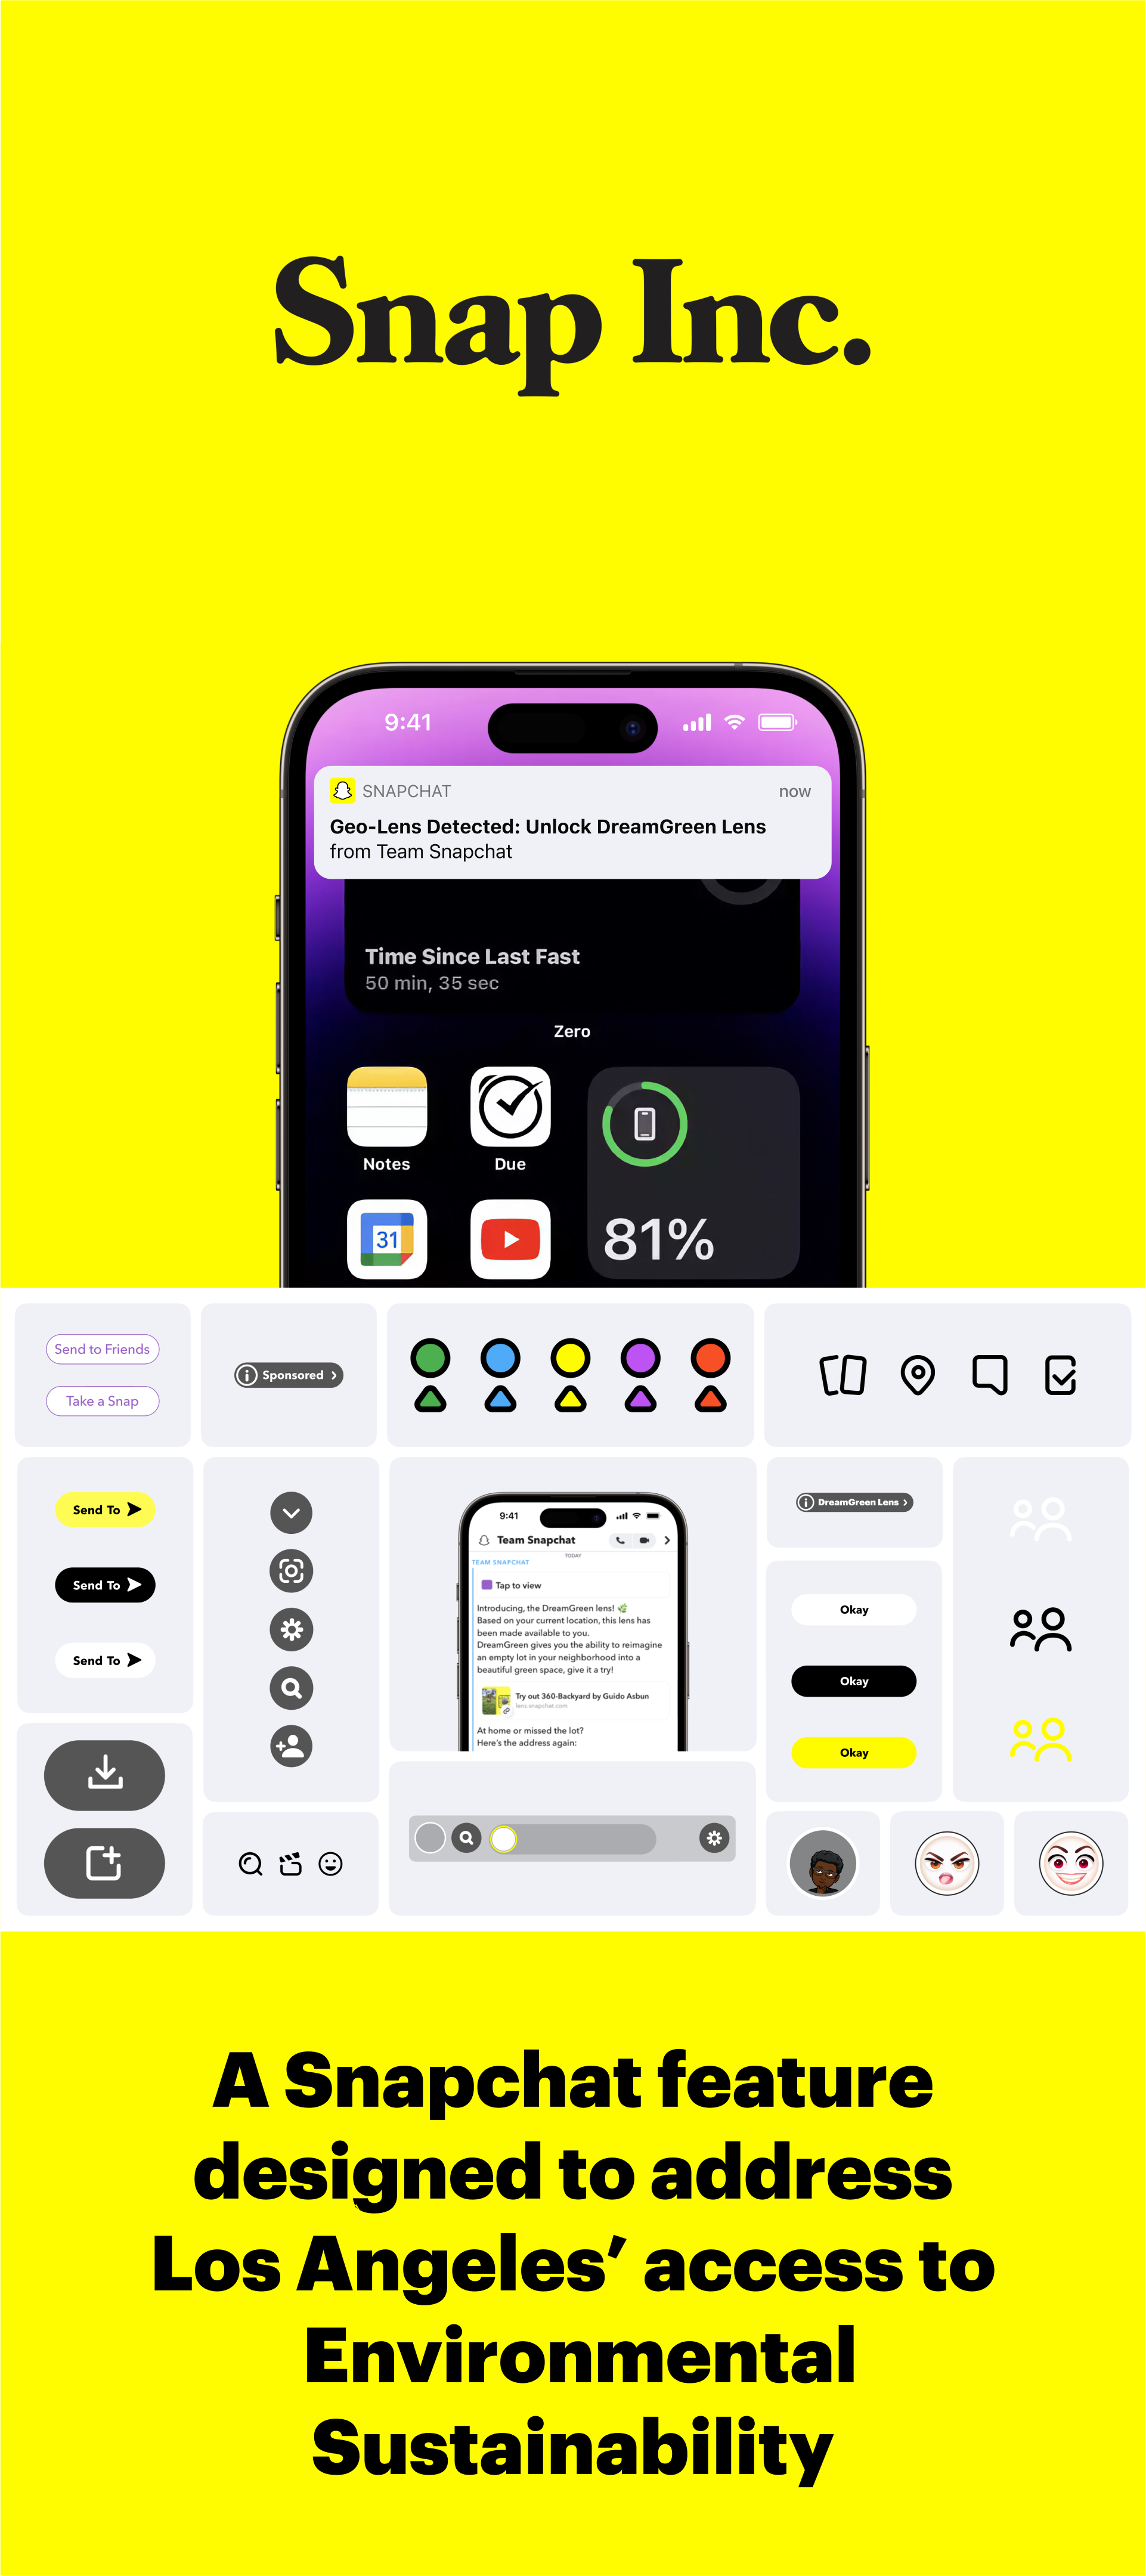 Snap Inc.
9:41
SNAPCHAT
now
Geo-Lens Detected: Unlock DreamGreen Lens
from Team Snapchat
Time Since Last Fast
50 min, 35 sec
Zero
Notes
Due
31
81%
Send to Friends
Take a Snap
Sponsored
Send To
Send To
Send To
9:41
Team Snapchat
TODAY
TEAM SNAPCHAT
Tap to view
Introducing, the DreamGreen lens!
Based on your current location, this lens has
been made available to you.
DreamGreen gives you the ability to reimagine
an empty lot in your neighborhood into a
beautiful green space, give it a try!
Try out 360-Backyard by Guido Asbun
lens.snapchat.com
At home or missed the lot?
Here's the address again:
DreamGreen Lens
Okay
Okay
Okay
A Snapchat feature
designed to address
Los Angeles’ access to
Environmental
Sustainability